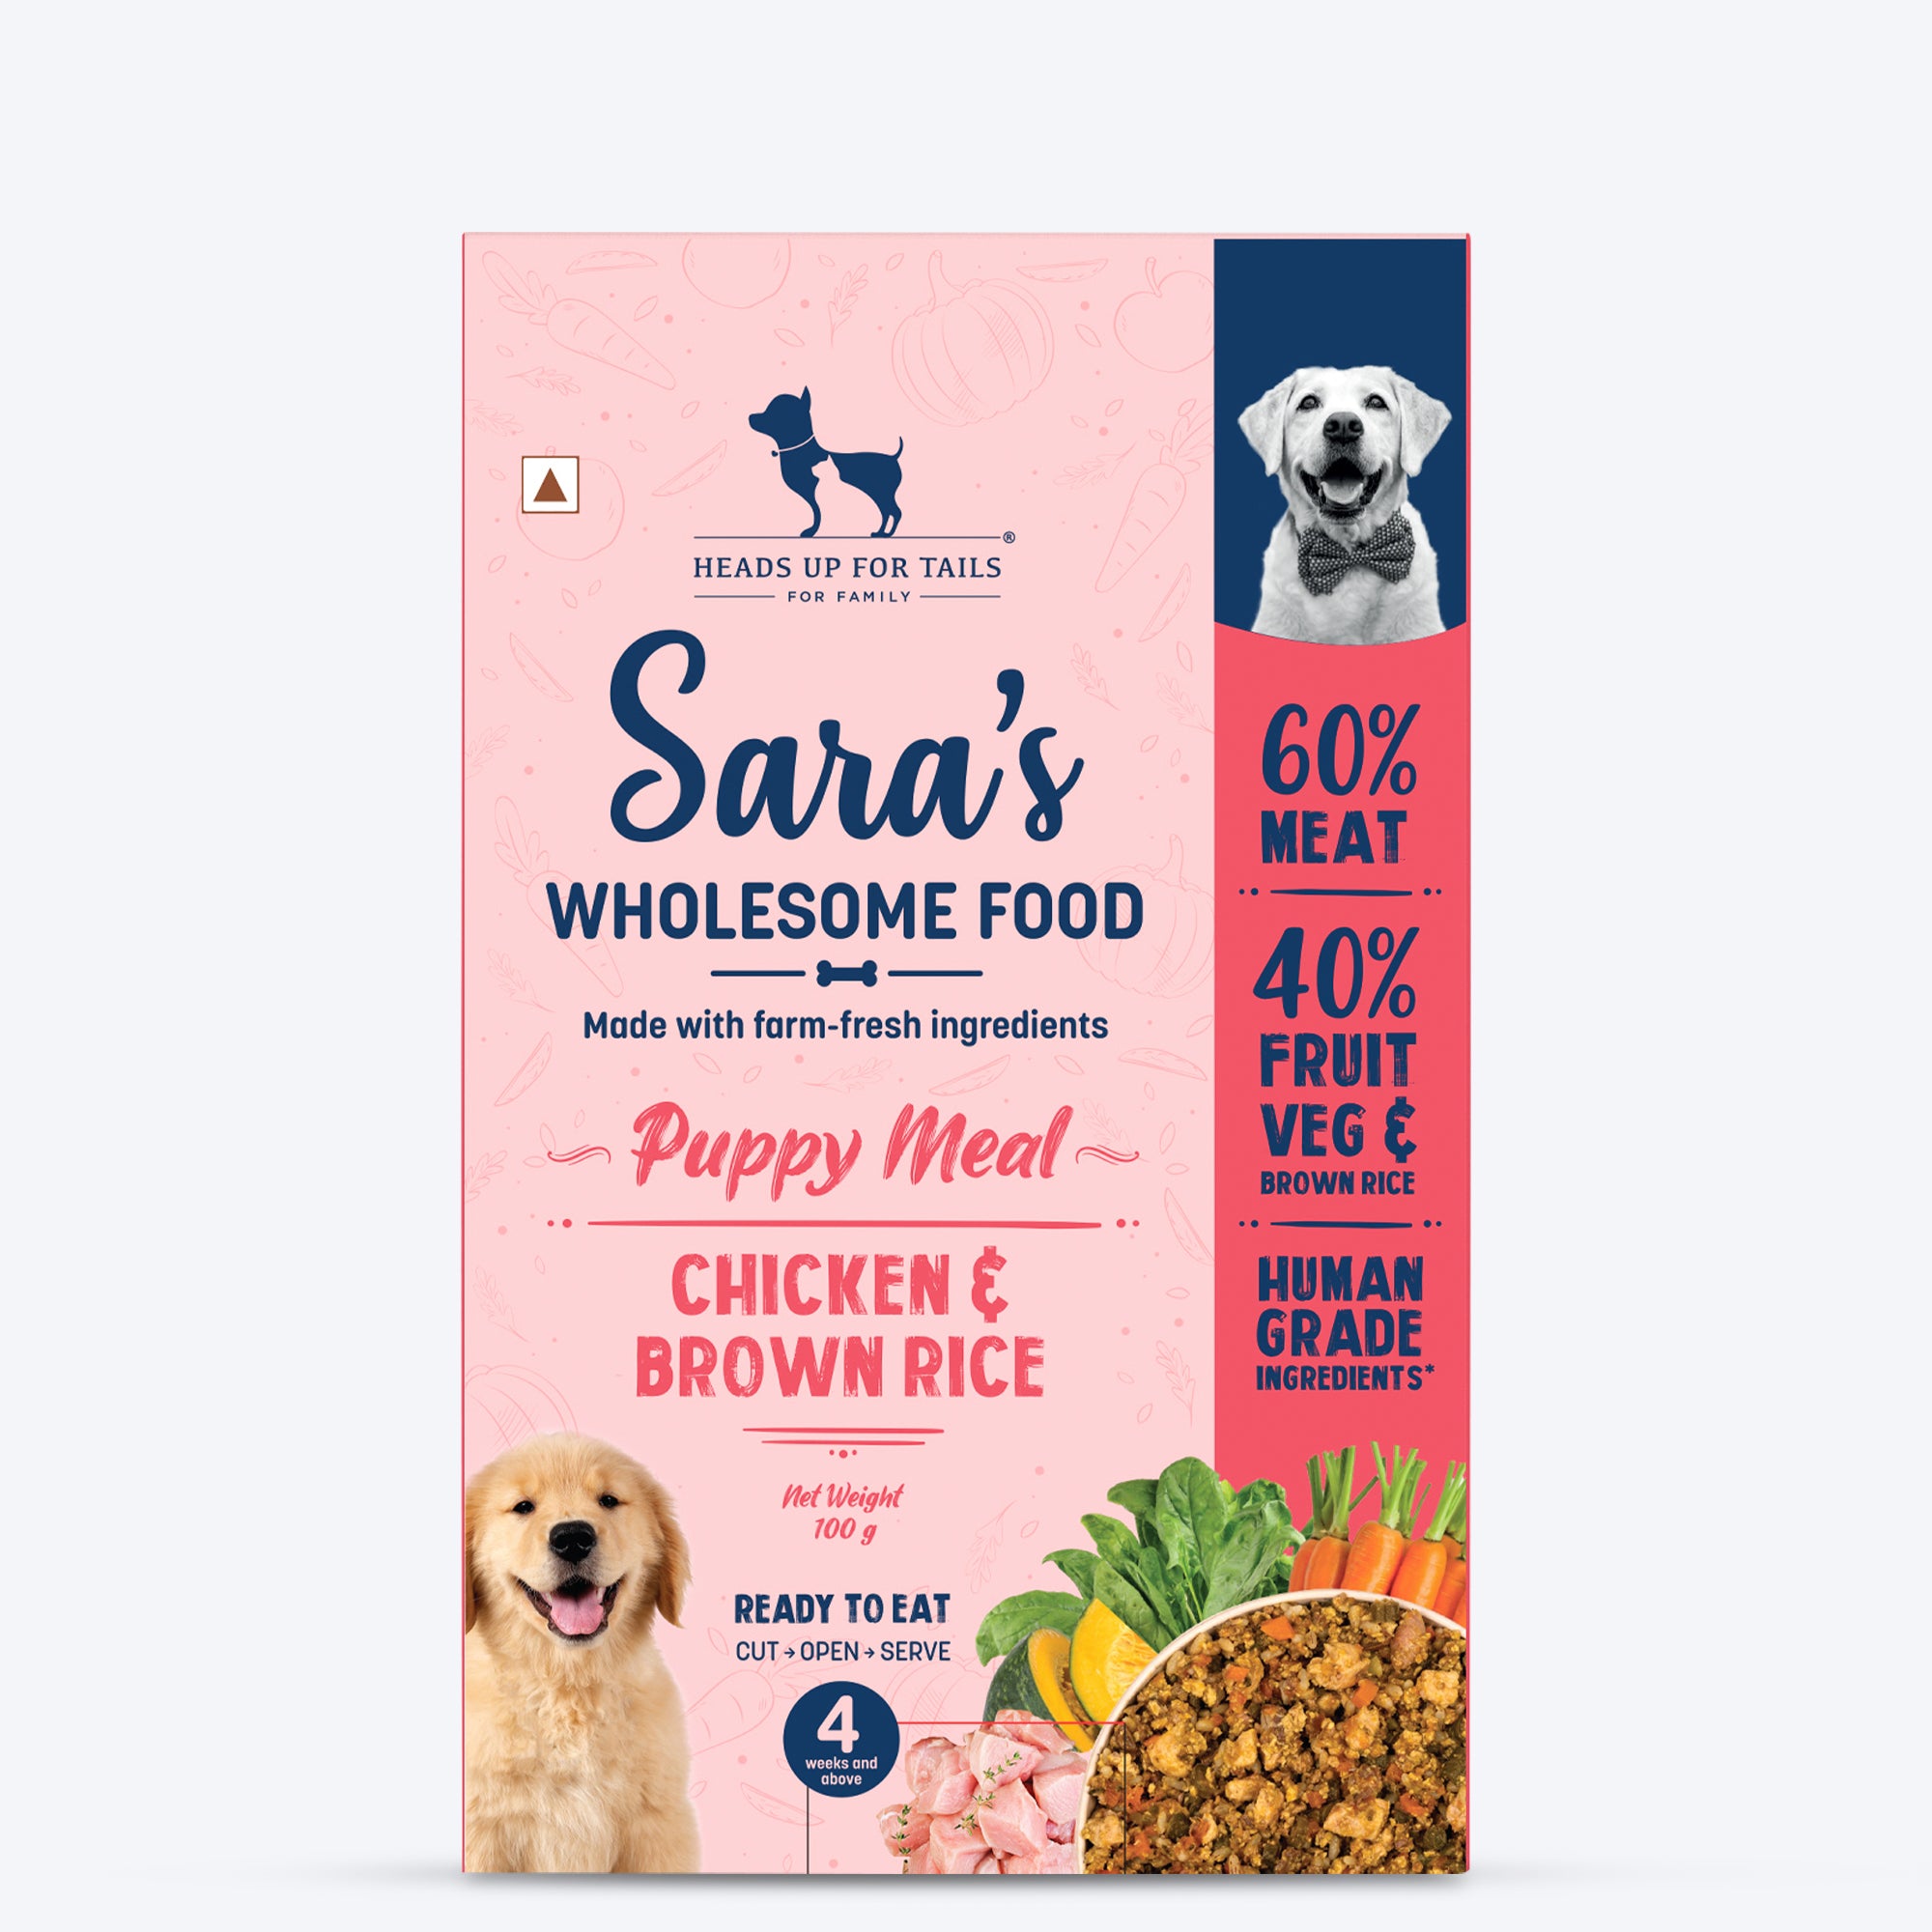 HEADS UP FOR TAILS ®
FOR FAMILY
Sara's
WHOLESOME FOOD
Made with farm-fresh ingredients
Puppy Meal
CHICKEN &
BROWN RICE
Net Weight
100 g
READY TO EAT
CUT → OPEN → SERVE
4
weeks and
above
60%
MEAT
40%
FRUIT
VEG &
BROWN RICE
HUMAN
GRADE
INGREDIENTS*